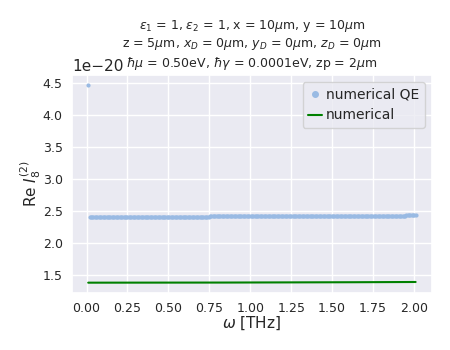 ε₁ = 1, ε₂ = 1, x = 10μm, y = 10μm
z = 5μm, x_D = 0μm, y_D = 0μm, z_D = 0μm
1e−20 ℏμ = 0.50eV, ℏγ = 0.0001eV, zp = 2μm
4.5
numerical QE
4.0
numerical
3.5
3.0
2.5
2.0
1.5
Re I₈⁽²⁾
0.00 0.25 0.50 0.75 1.00 1.25 1.50 1.75 2.00
ω [THz]